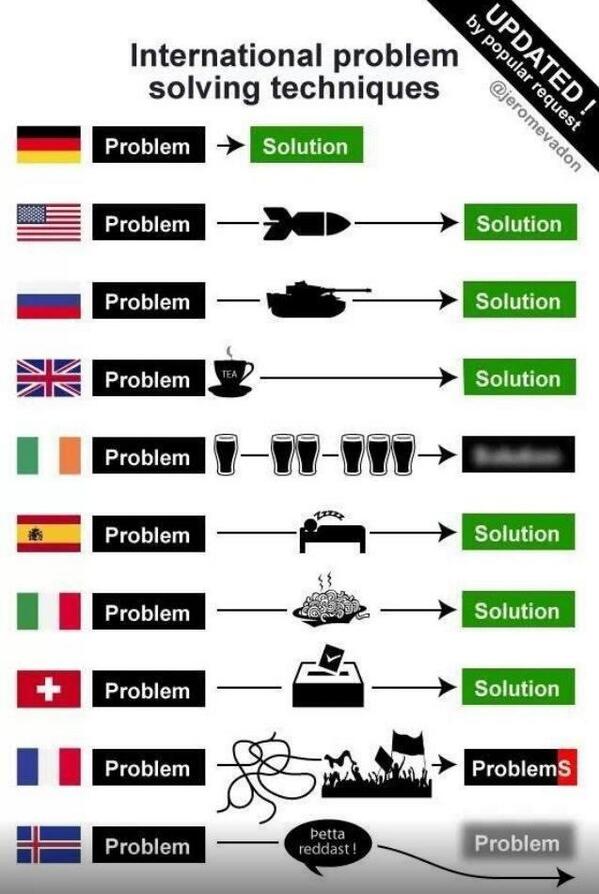 UPDATED !
by popular request
@jeromevadon
International problem
solving techniques
Problem Solution
Problem Solution
Problem Solution
Problem TEA Solution
Problem
Problem Solution
Problem Solution
Problem Solution
Problem ProblemS
Problem Þetta reddast ! Problem